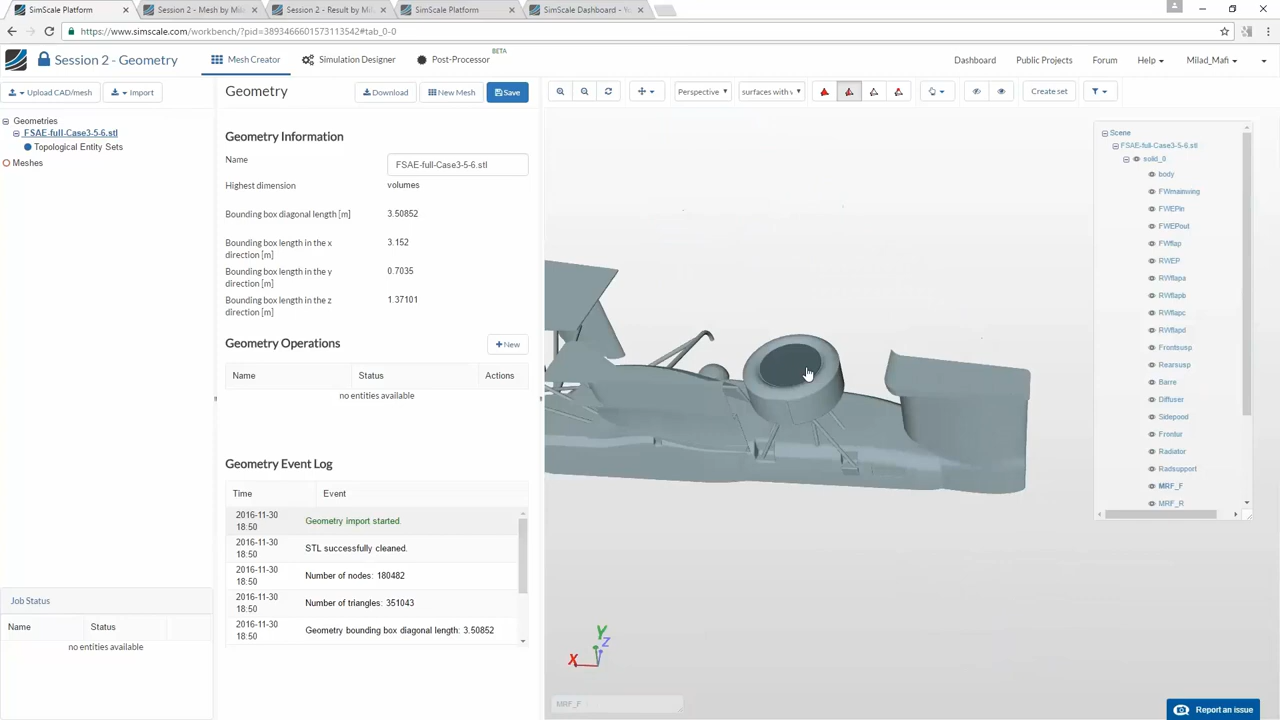 SimScale Platform
Session 2 - Mesh by Mila
Session 2 - Result by Mila
SimScale Platform
SimScale Dashboard - Yo
https://www.simscale.com/workbench/?pid=3893466601573113542#tab_0-0
Session 2 - Geometry
Mesh Creator
Simulation Designer
Post-Processor
BETA
Dashboard
Public Projects
Forum
Help
Milad_Mafi
Upload CAD/mesh
Import
Geometry
Download
New Mesh
Save
Perspective
surfaces with v
Create set
Geometries
FSAE-full-Case3-5-6.stl
Topological Entity Sets
Meshes
Geometry Information
Name
FSAE-full-Case3-5-6.stl
Highest dimension
volumes
Bounding box diagonal length [m]
3.50852
Bounding box length in the x
direction [m]
3.152
Bounding box length in the y
direction [m]
0.7035
Bounding box length in the z
direction [m]
1.37101
Geometry Operations
New
Name
Status
Actions
no entities available
Geometry Event Log
Time
Event
2016-11-30
18:50
Geometry import started.
2016-11-30
18:50
STL successfully cleaned.
2016-11-30
18:50
Number of nodes: 180482
2016-11-30
18:50
Number of triangles: 351043
2016-11-30
18:50
Geometry bounding box diagonal length: 3.50852
Job Status
Name
Status
no entities available
Scene
FSAE-full-Case3-5-6.stl
solid_0
body
FWmainwing
FWEPin
FWEPout
FWflap
RWEP
RWflapa
RWflapb
RWflapc
RWflapd
Frontsusp
Rearsusp
Barre
Diffuser
Sidepood
Frontur
Radiator
Radsupport
MRF_F
MRF_R
Y
Z
X
MRF_F
Report an issue